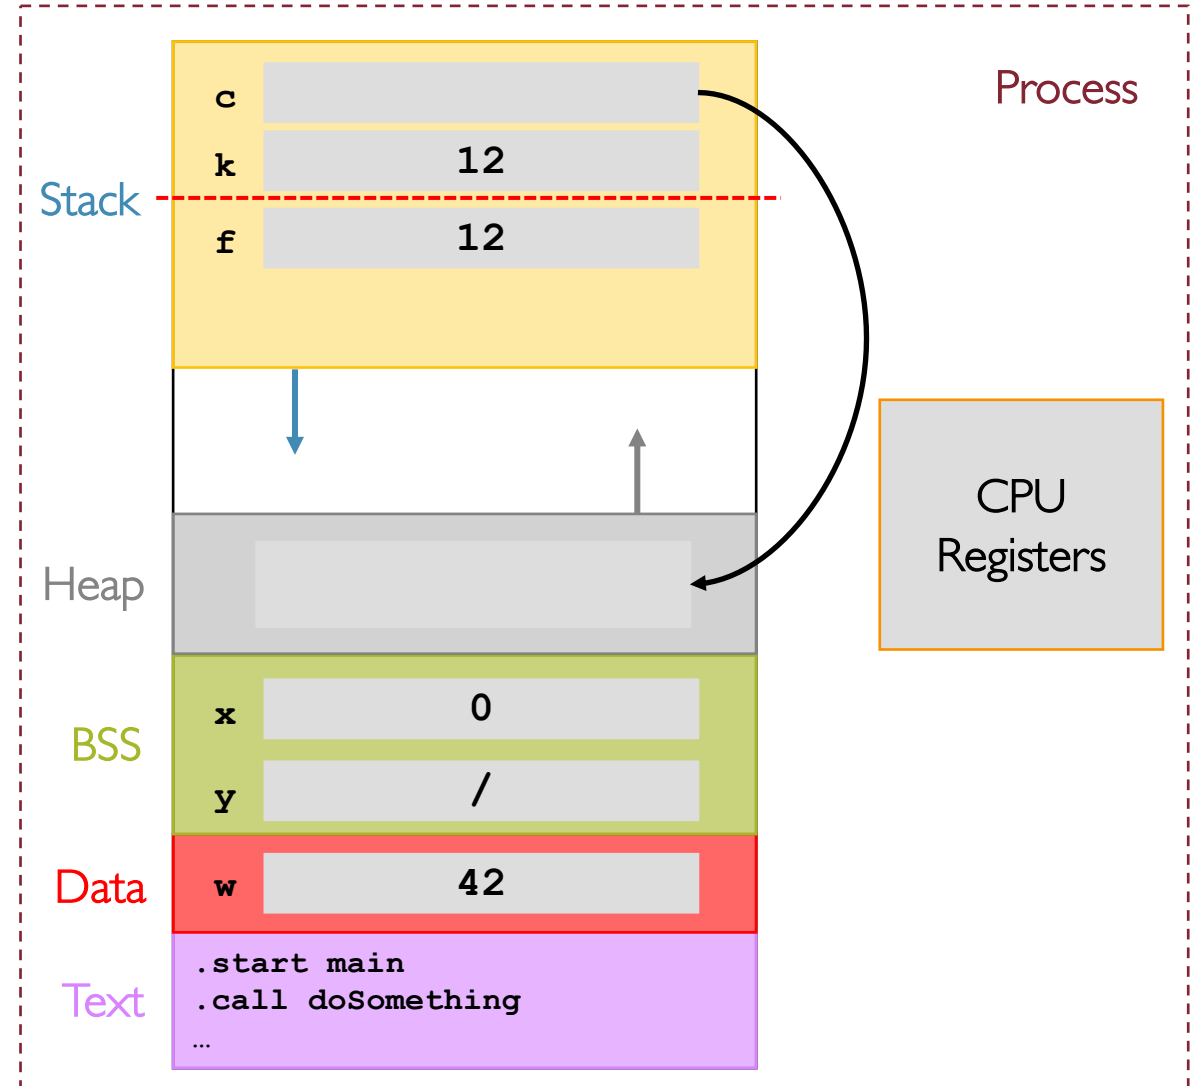 Process
Stack
c
k 12
f 12
CPU
Registers
Heap
BSS
x 0
y /
Data
w 42
Text
.start main
.call doSomething
…